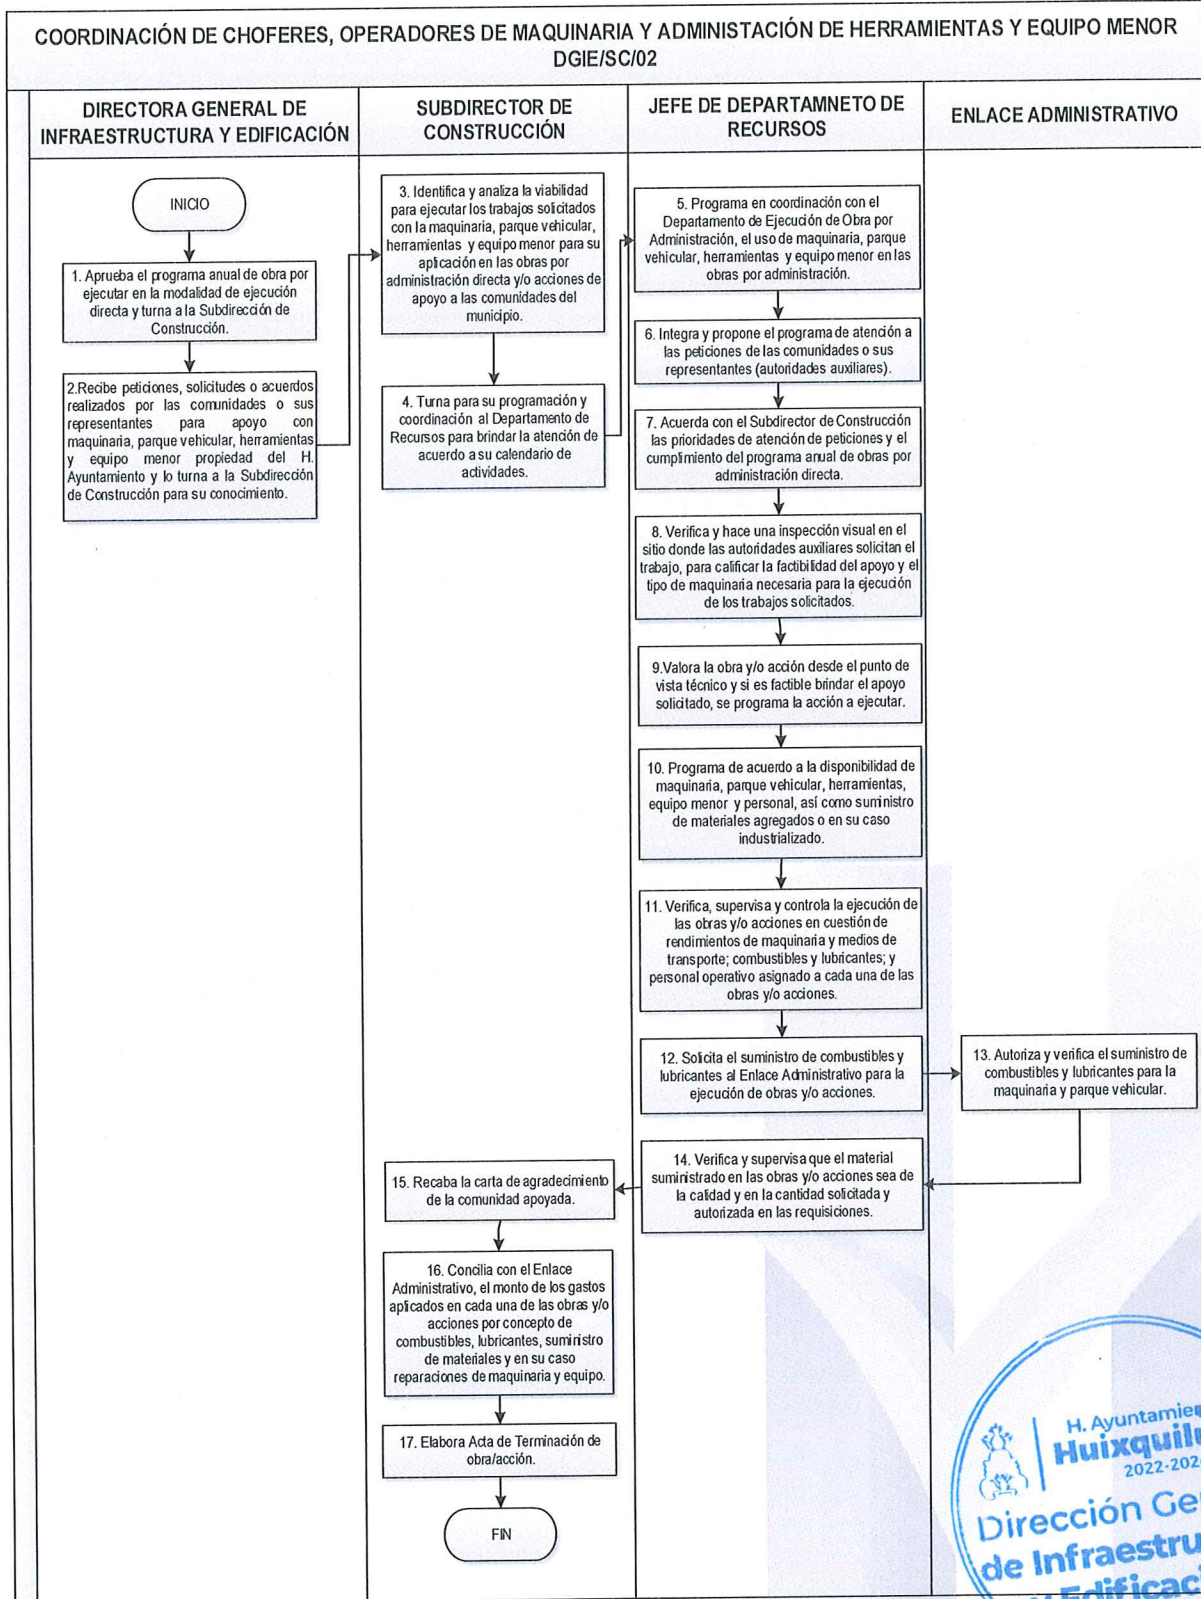 COORDINACIÓN DE CHOFERES, OPERADORES DE MAQUINARIA Y ADMINISTACIÓN DE HERRAMIENTAS Y EQUIPO MENOR
DGIE/SC/02
DIRECTORA GENERAL DE
INFRAESTRUCTURA Y EDIFICACIÓN
SUBDIRECTOR DE
CONSTRUCCIÓN
JEFE DE DEPARTAMNETO DE
RECURSOS
ENLACE ADMINISTRATIVO
INICIO
1. Aprueba el programa anual de obra por
ejecutar en la modalidad de ejecución
directa y turna a la Subdirección de
Construcción.
2.Recibe peticiones, solicitudes o acuerdos
realizados por las comunidades o sus
representantes para apoyo con
maquinaria, parque vehicular, herramientas
y equipo menor propiedad del H.
Ayuntamiento y lo turna a la Subdirección
de Construcción para su conocimiento.
3. Identifica y analiza la viabilidad
para ejecutar los trabajos solicitados
con la maquinaria, parque vehicular,
herramientas y equipo menor para su
aplicación en las obras por
administración directa y/o acciones de
apoyo a las comunidades del
municipio.
4. Turna para su programación y
coordinación al Departamento de
Recursos para brindar la atención de
acuerdo a su calendario de
actividades.
5. Programa en coordinación con el
Departamento de Ejecución de Obra por
Administración, el uso de maquinaria, parque
vehicular, herramientas y equipo menor en las
obras por administración.
6. Integra y propone el programa de atención a
las peticiones de las comunidades o sus
representantes (autoridades auxiliares).
7. Acuerda con el Subdirector de Construcción
las prioridades de atención de peticiones y el
cumplimiento del programa anual de obras por
administración directa.
8. Verifica y hace una inspección visual en el
sitio donde las autoridades auxiliares solicitan el
trabajo, para calificar la factibilidad del apoyo y el
tipo de maquinaria necesaria para la ejecución
de los trabajos solicitados.
9.Valora la obra y/o acción desde el punto de
vista técnico y si es factible brindar el apoyo
solicitado, se programa la acción a ejecutar.
10. Programa de acuerdo a la disponibilidad de
maquinaria, parque vehicular, herramientas,
equipo menor y personal, así como suministro
de materiales agregados o en su caso
industrializado.
11. Verifica, supervisa y controla la ejecución de
las obras y/o acciones en cuestión de
rendimientos de maquinaria y medios de
transporte; combustibles y lubricantes; y
personal operativo asignado a cada una de las
obras y/o acciones.
12. Solicita el suministro de combustibles y
lubricantes al Enlace Administrativo para la
ejecución de obras y/o acciones.
13. Autoriza y verifica el suministro de
combustibles y lubricantes para la
maquinaria y parque vehicular.
14. Verifica y supervisa que el material
suministrado en las obras y/o acciones sea de
la calidad y en la cantidad solicitada y
autorizada en las requisiciones.
15. Recaba la carta de agradecimiento
de la comunidad apoyada.
16. Concilia con el Enlace
Administrativo, el monto de los gastos
aplicados en cada una de las obras y/o
acciones por concepto de
combustibles, lubricantes, suministro
de materiales y en su caso
reparaciones de maquinaria y equipo.
17. Elabora Acta de Terminación de
obra/acción.
FIN
H. Ayuntamie
Huixquilu
2022-202
Dirección Ge
de Infraestru
y Edificaci